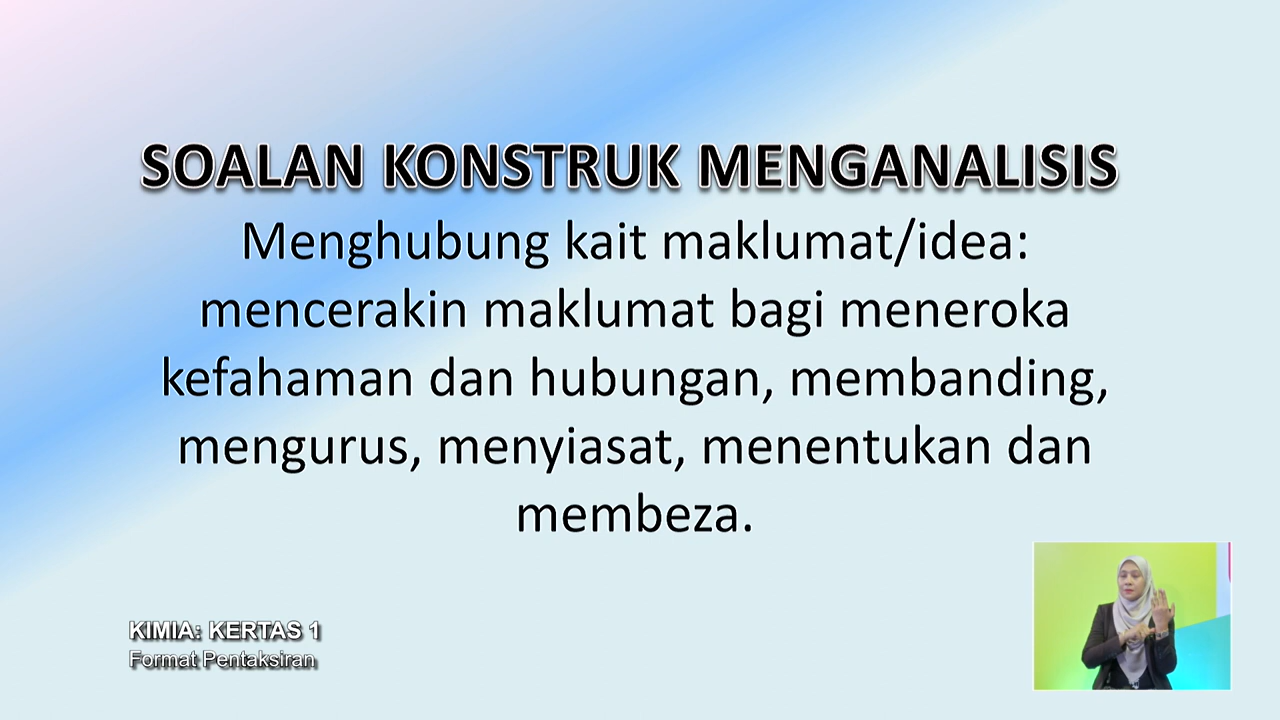 SOALAN KONSTRUK MENGANALISIS
Menghubung kait maklumat/idea:
mencerakin maklumat bagi meneroka
kefahaman dan hubungan, membanding,
mengurus, menyiasat, menentukan dan
membeza.
KIMIA: KERTAS 1
Format Pentaksiran